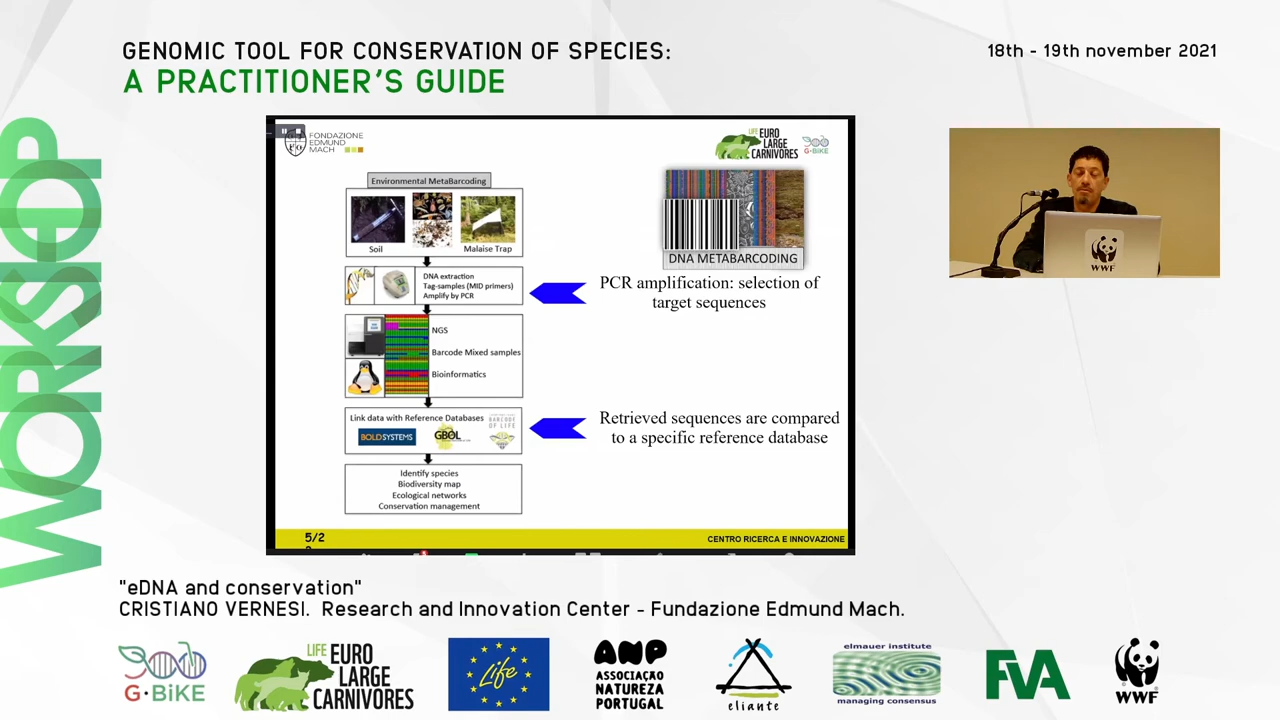 GENOMIC TOOL FOR CONSERVATION OF SPECIES:
A PRACTITIONER'S GUIDE
18th - 19th november 2021
WORKSHOP
FONDAZIONE
EDMUND
MACH
LIFE EURO
LARGE
CARNIVORES
G·BiKE
Environmental MetaBarcoding
Soil
Malaise Trap
DNA extraction
Tag-samples (MID primers)
Amplify by PCR
NGS
Barcode Mixed samples
Bioinformatics
Link data with Reference Databases
BOLDSYSTEMS
GBOL
BARCODE
OF LIFE
Identify species
Biodiversity map
Ecological networks
Conservation management
DNA METABARCODING
PCR amplification: selection of
target sequences
Retrieved sequences are compared
to a specific reference database
5/2
CENTRO RICERCA E INNOVAZIONE
WWF
"eDNA and conservation"
CRISTIANO VERNESI. Research and Innovation Center - Fundazione Edmund Mach.
G·BiKE
LIFE EURO
LARGE
CARNIVORES
Life
ANP
ASSOCIAÇÃO
NATUREZA
PORTUGAL
eliante
elmauer institute
managing consensus
FVA
WWF